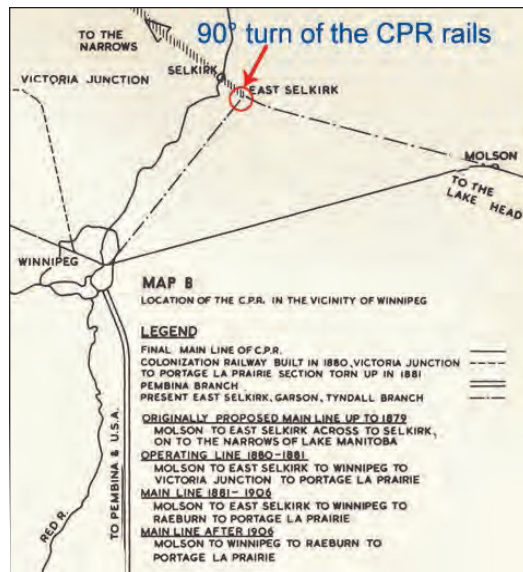 90° turn of the CPR rails
TO THE
NARROWS
SELKIRK
EAST SELKIRK
VICTORIA JUNCTION
MOLSON
TO THE
LAKE HEAD
WINNIPEG
MAP B
LOCATION OF THE C.P.R. IN THE VICINITY OF WINNIPEG
LEGEND
FINAL MAIN LINE OF C.P.R.
COLONIZATION RAILWAY BUILT IN 1880, VICTORIA JUNCTION
TO PORTAGE LA PRAIRIE SECTION TORN UP IN 1881
PEMBINA BRANCH
PRESENT EAST SELKIRK, GARSON, TYNDALL BRANCH
ORIGINALLY PROPOSED MAIN LINE UP TO 1879
MOLSON TO EAST SELKIRK ACROSS TO SELKIRK,
ON TO THE NARROWS OF LAKE MANITOBA
OPERATING LINE 1880-1881
MOLSON TO EAST SELKIRK TO WINNIPEG TO
VICTORIA JUNCTION TO PORTAGE LA PRAIRIE
MAIN LINE 1881-1906
MOLSON TO EAST SELKIRK TO WINNIPEG TO
RAEBURN TO PORTAGE LA PRAIRIE
MAIN LINE AFTER 1906
MOLSON TO WINNIPEG TO RAEBURN TO
PORTAGE LA PRAIRIE
TO PEMBINA & U.S.A.
RED R.